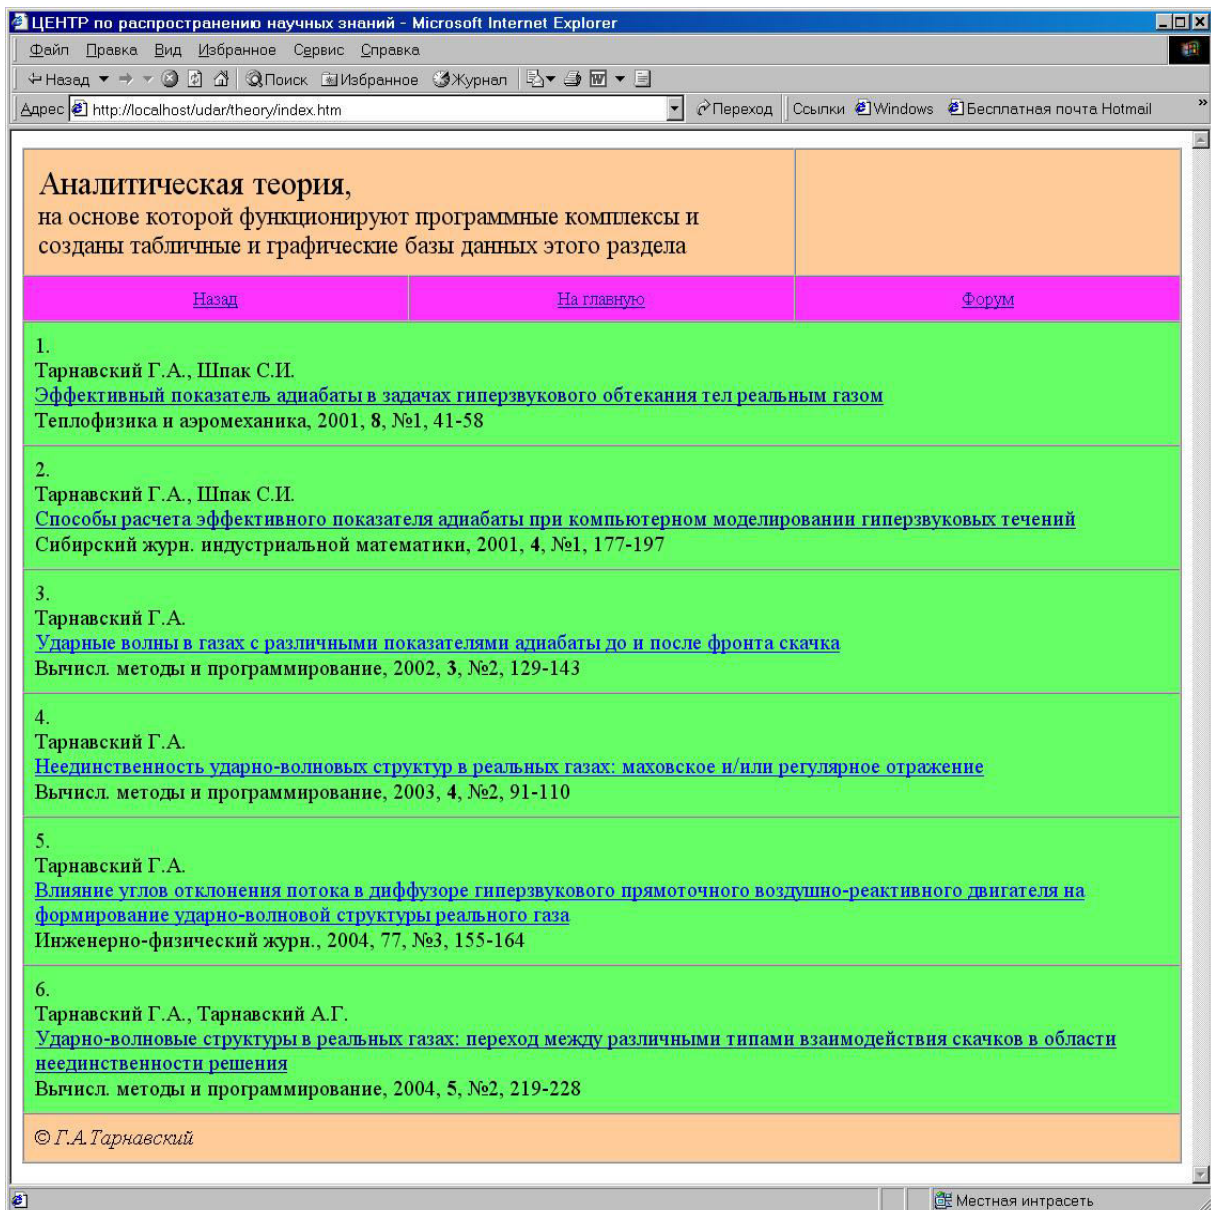 ЦЕНТР по распространению научных знаний - Microsoft Internet Explorer
Файл Правка Вид Избранное Сервис Справка
Назад Поиск Избранное Журнал
Адрес http://localhost/udar/theory/index.htm Переход Ссылки Windows Бесплатная почта Hotmail »
Аналитическая теория,
на основе которой функционируют программные комплексы и
созданы табличные и графические базы данных этого раздела
Назад На главную Форум
1.
Тарнавский Г.А., Шпак С.И.
Эффективный показатель адиабаты в задачах гиперзвукового обтекания тел реальным газом
Теплофизика и аэромеханика, 2001, 8, №1, 41-58
2.
Тарнавский Г.А., Шпак С.И.
Способы расчета эффективного показателя адиабаты при компьютерном моделировании гиперзвуковых течений
Сибирский журн. индустриальной математики, 2001, 4, №1, 177-197
3.
Тарнавский Г.А.
Ударные волны в газах с различными показателями адиабаты до и после фронта скачка
Вычисл. методы и программирование, 2002, 3, №2, 129-143
4.
Тарнавский Г.А.
Неединственность ударно-волновых структур в реальных газах: маховское и/или регулярное отражение
Вычисл. методы и программирование, 2003, 4, №2, 91-110
5.
Тарнавский Г.А.
Влияние углов отклонения потока в диффузоре гиперзвукового прямоточного воздушно-реактивного двигателя на
формирование ударно-волновой структуры реального газа
Инженерно-физический журн., 2004, 77, №3, 155-164
6.
Тарнавский Г.А., Тарнавский А.Г.
Ударно-волновые структуры в реальных газах: переход между различными типами взаимодействия скачков в области
неединственности решения
Вычисл. методы и программирование, 2004, 5, №2, 219-228
© Г.А.Тарнавский
Местная интрасеть